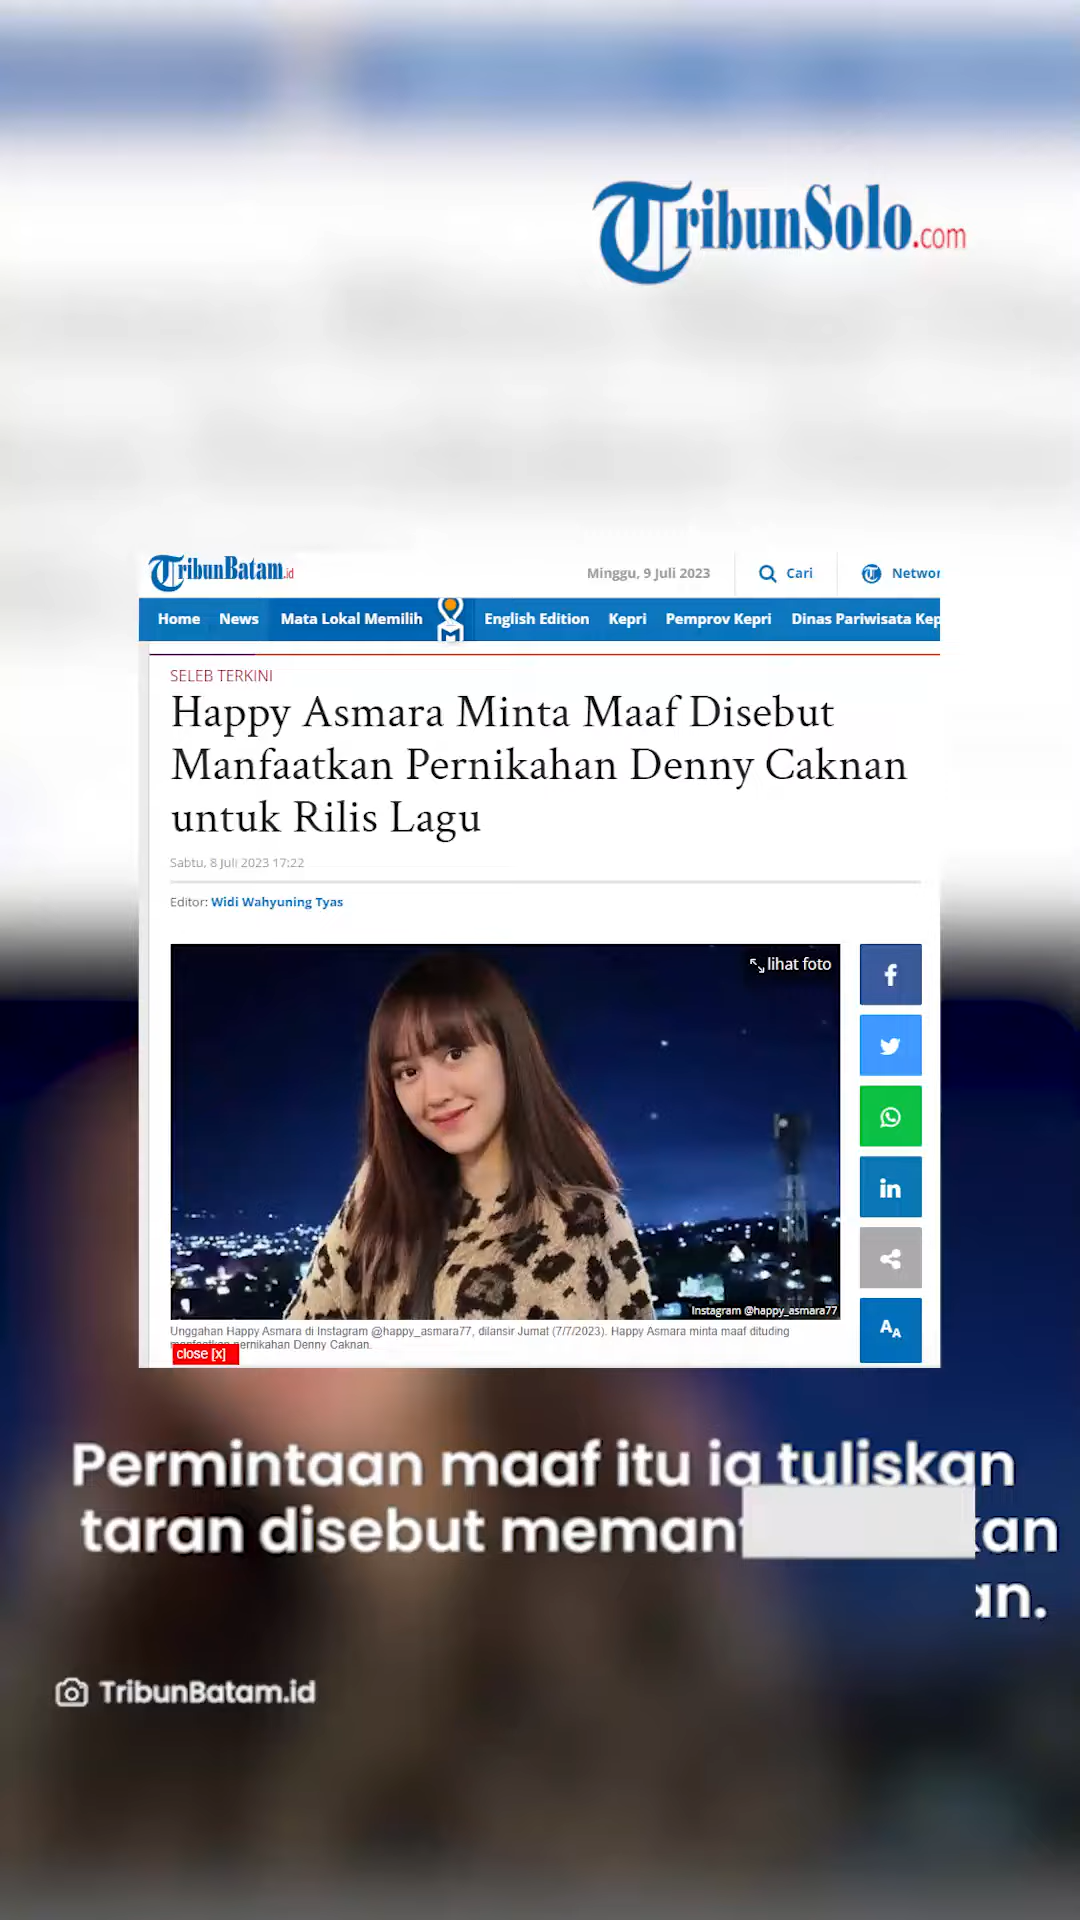 TribunSolo.com
TribunBatam.id
Minggu, 9 Juli 2023
Cari
Home News Mata Lokal Memilih English Edition Kepri Pemprov Kepri Dinas Pariwisata
SELEB TERKINI
Happy Asmara Minta Maaf Disebut
Manfaatkan Pernikahan Denny Caknan
untuk Rilis Lagu
Sabtu, 8 Juli 2023 17:22
Editor: Widi Wahyuning Tyas
lihat foto
Instagram @happy_asmara77
Unggahan Happy Asmara di Instagram @happy_asmara77, dilansir Jumat (7/7/2023). Happy Asmara minta maaf dituding
pernikahan Denny Caknan.
close [x]
Permintaan maaf itu ia tuliskan
taran disebut
TribunBatam.id